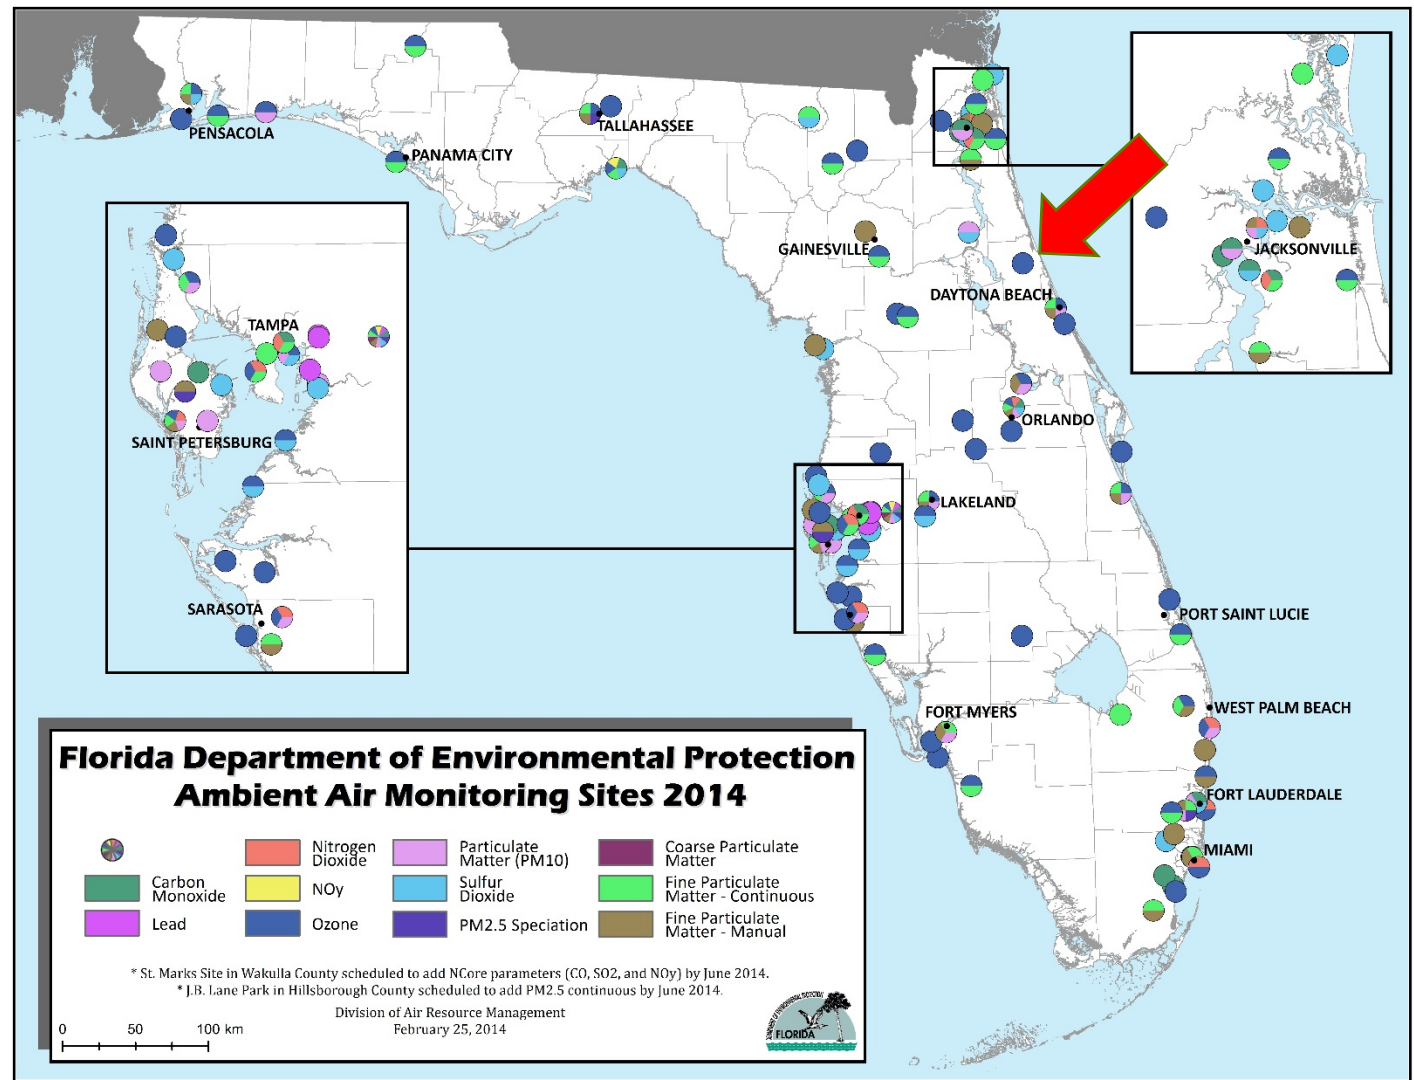 PENSACOLA
TALLAHASSEE
PANAMA CITY
GAINESVILLE
JACKSONVILLE
DAYTONA BEACH
TAMPA
SAINT PETERSBURG
SARASOTA
ORLANDO
LAKELAND
PORT SAINT LUCIE
FORT MYERS
WEST PALM BEACH
FORT LAUDERDALE
MIAMI
Florida Department of Environmental Protection
Ambient Air Monitoring Sites 2014
Carbon
Monoxide
Lead
Nitrogen
Dioxide
NOy
Ozone
Particulate
Matter (PM10)
Sulfur
Dioxide
PM2.5 Speciation
Coarse Particulate
Matter
Fine Particulate
Matter - Continuous
Fine Particulate
Matter - Manual
* St. Marks Site in Wakulla County scheduled to add NCore parameters (CO, SO2, and NOy) by June 2014.
* J.B. Lane Park in Hillsborough County scheduled to add PM2.5 continuous by June 2014.
Division of Air Resource Management
February 25, 2014
0 50 100 km
FLORIDA